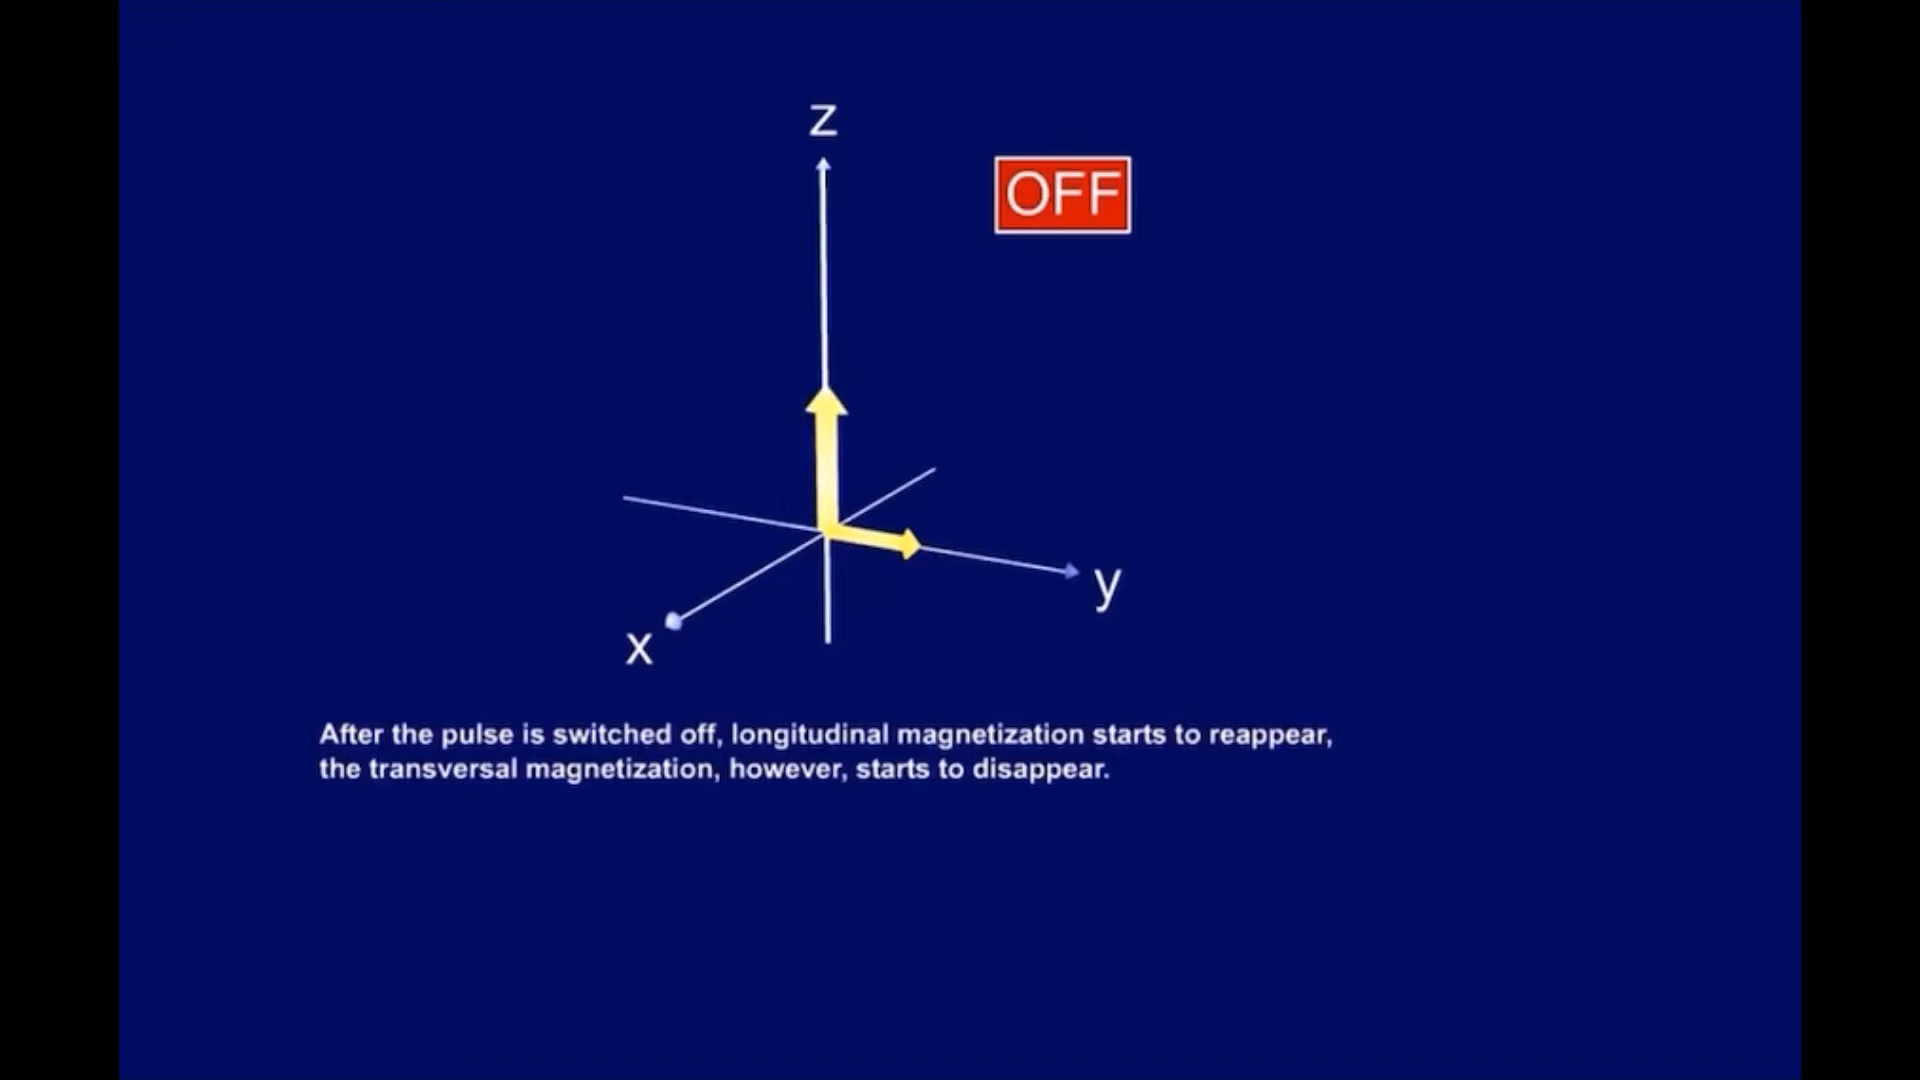 z
OFF
y
x
After the pulse is switched off, longitudinal magnetization starts to reappear,
the transversal magnetization, however, starts to disappear.